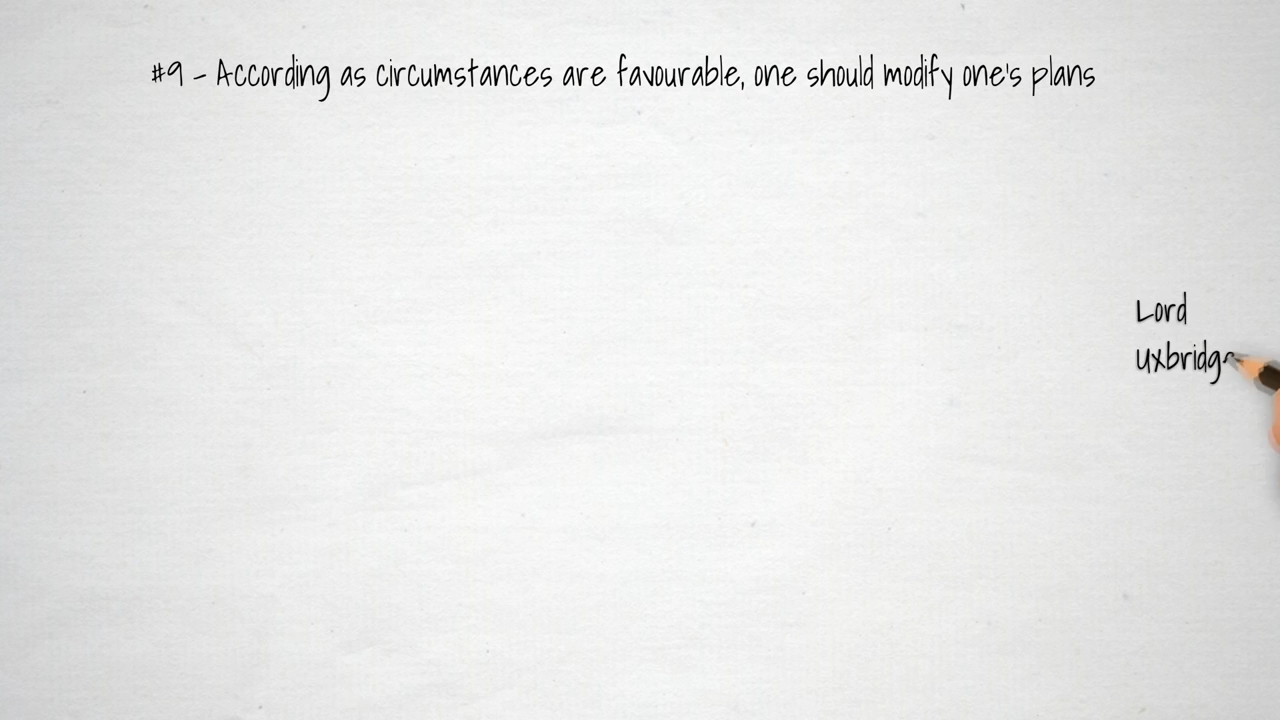 #9 - According as circumstances are favourable, one should modify one's plans
Lord
Uxbridg